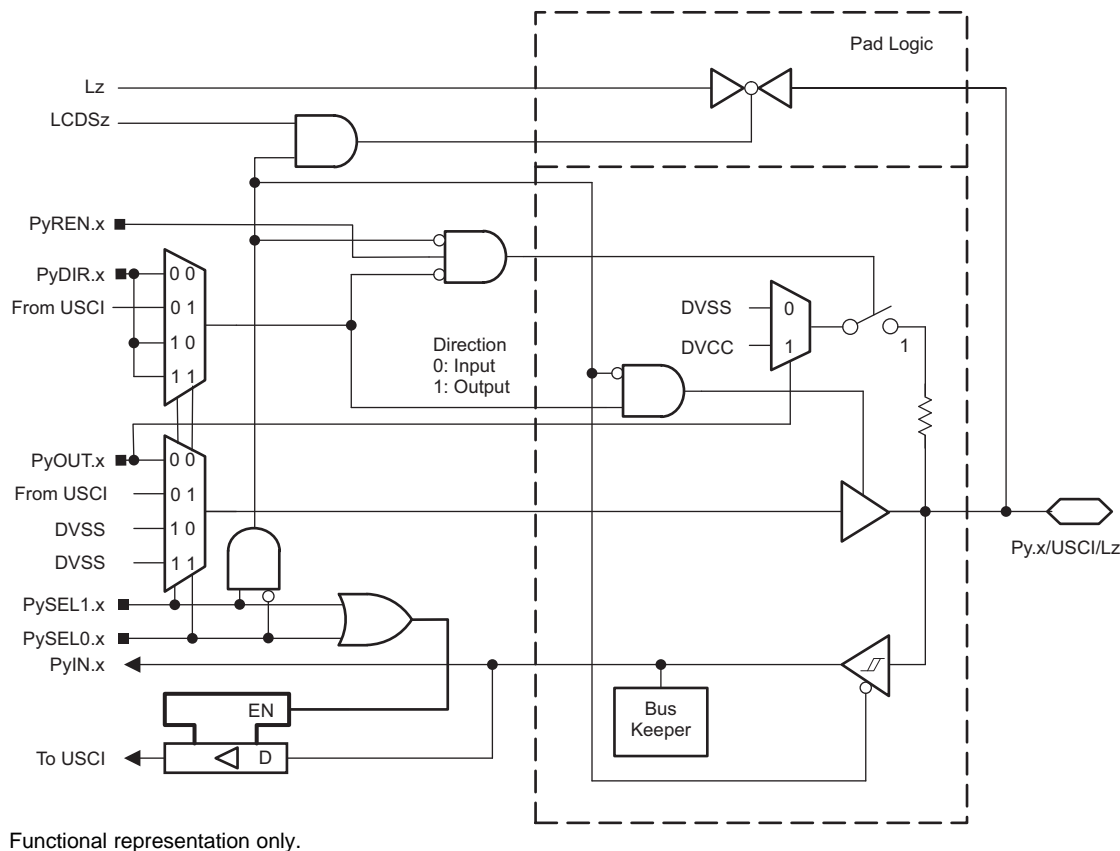 Pad Logic
Lz
LCDSz
PyREN.x
PyDIR.x
0 0
From USCI
0 1
1 0
1 1
Direction
0: Input
1: Output
DVSS
0
DVCC
1
1
PyOUT.x
0 0
From USCI
0 1
DVSS
1 0
DVSS
1 1
Py.x/USCI/Lz
PySEL1.x
PySEL0.x
PyIN.x
EN
Bus
Keeper
To USCI
D
Functional representation only.